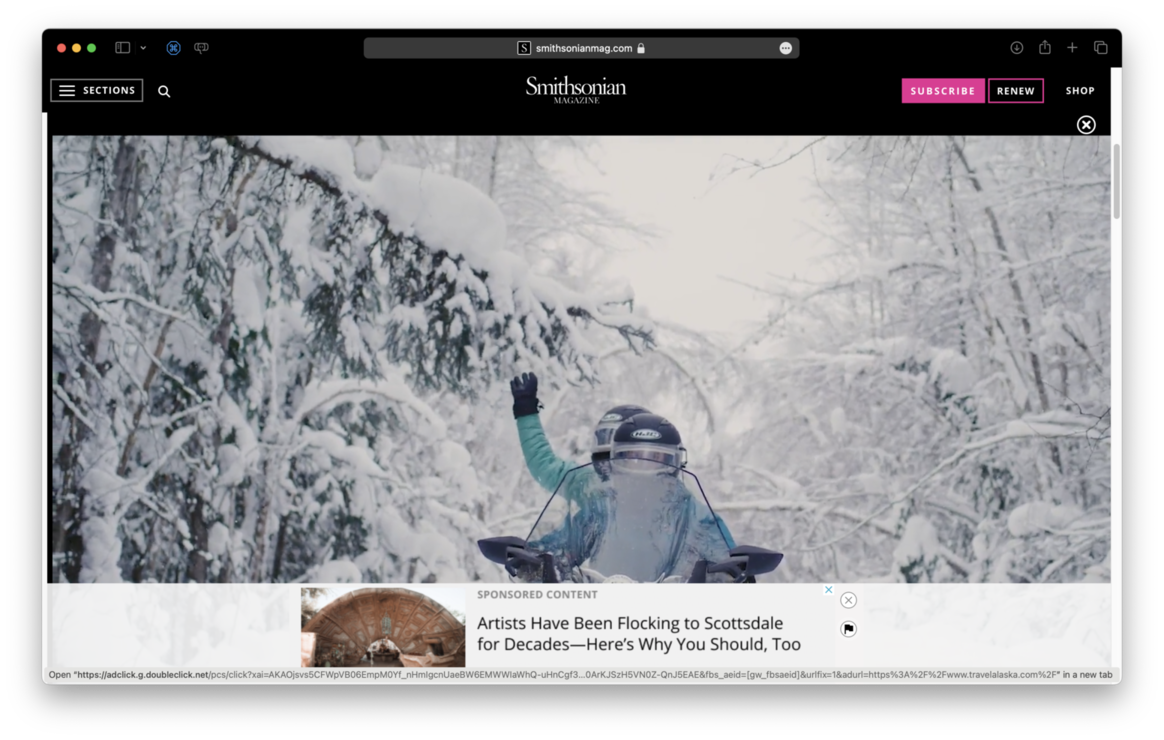 smithsonianmag.com
SECTIONS
Smithsonian
MAGAZINE
SUBSCRIBE
RENEW
SHOP
HJC
SPONSORED CONTENT
Artists Have Been Flocking to Scottsdale
for Decades—Here's Why You Should, Too
Open "https://adclick.g.doubleclick.net/pcs/click?xai=AKAOjsvs5CFWpVB06EmpM0Yf_nHmIgcnUaeBW6EMWWlaWhQ-uHnCgf3...0ArKJSzH5VN0Z-QnJ5EAE&fbs_aeid=[gw_fbsaeid]&urlfix=1&adurl=https%3A%2F%2Fwww.travelalaska.com%2F" in a new tab